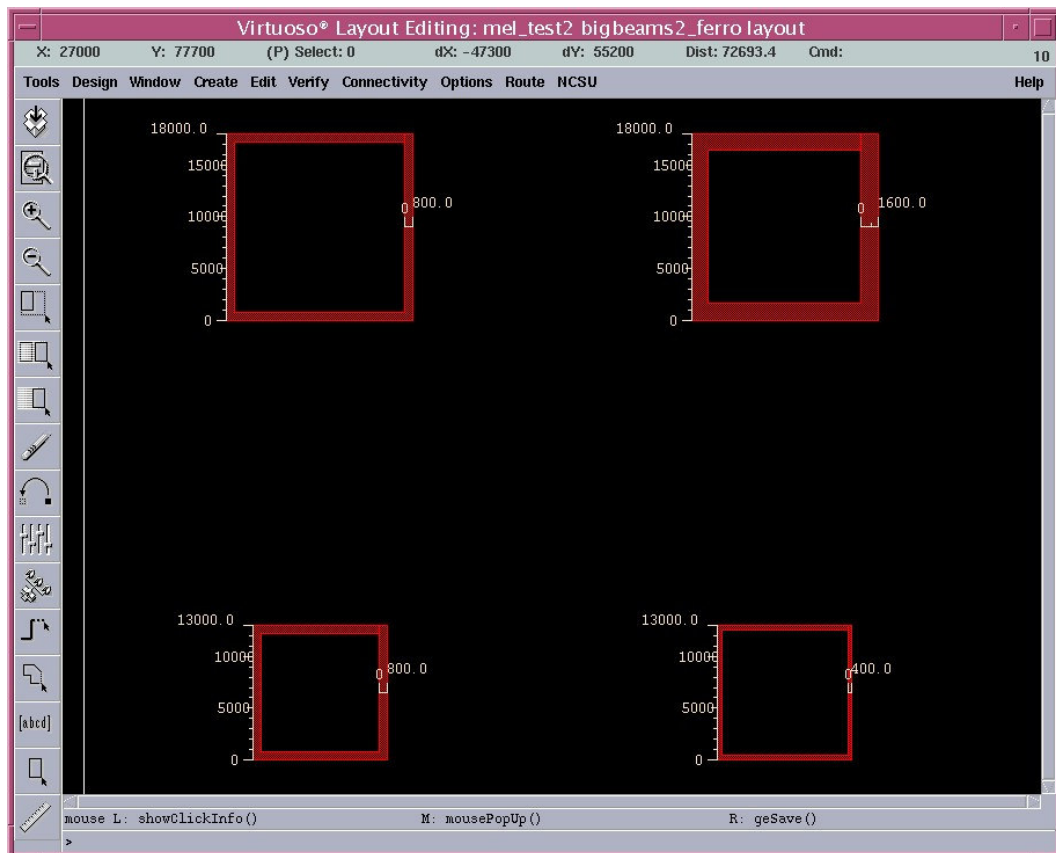 Virtuoso® Layout Editing: mel_test2 bigbeams2_ferro layout
X: 27000 Y: 77700 (P) Select: 0 dX: -47300 dY: 55200 Dist: 72693.4 Cmd: 10
Tools Design Window Create Edit Verify Connectivity Options Route NCSU Help
18000.0 18000.0
15000 15000
0 800.0 0 1600.0
10000 10000
5000 5000
0 0
13000.0 13000.0
10000 10000
0 800.0 0 400.0
5000 5000
[abcd]
0 0
mouse L: showClickInfo() M: mousePopUp() R: geSave()
>